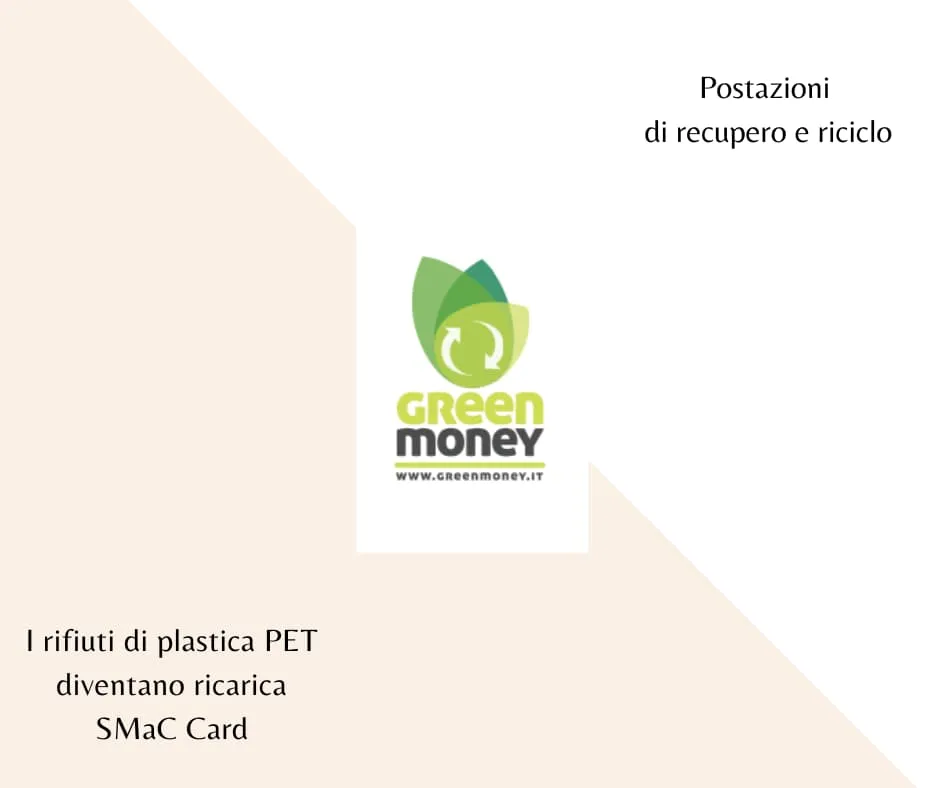 Postazioni
di recupero e riciclo
GReen
money
www.GReenmoney.iT
I rifiuti di plastica PET
diventano ricarica
SMaC Card